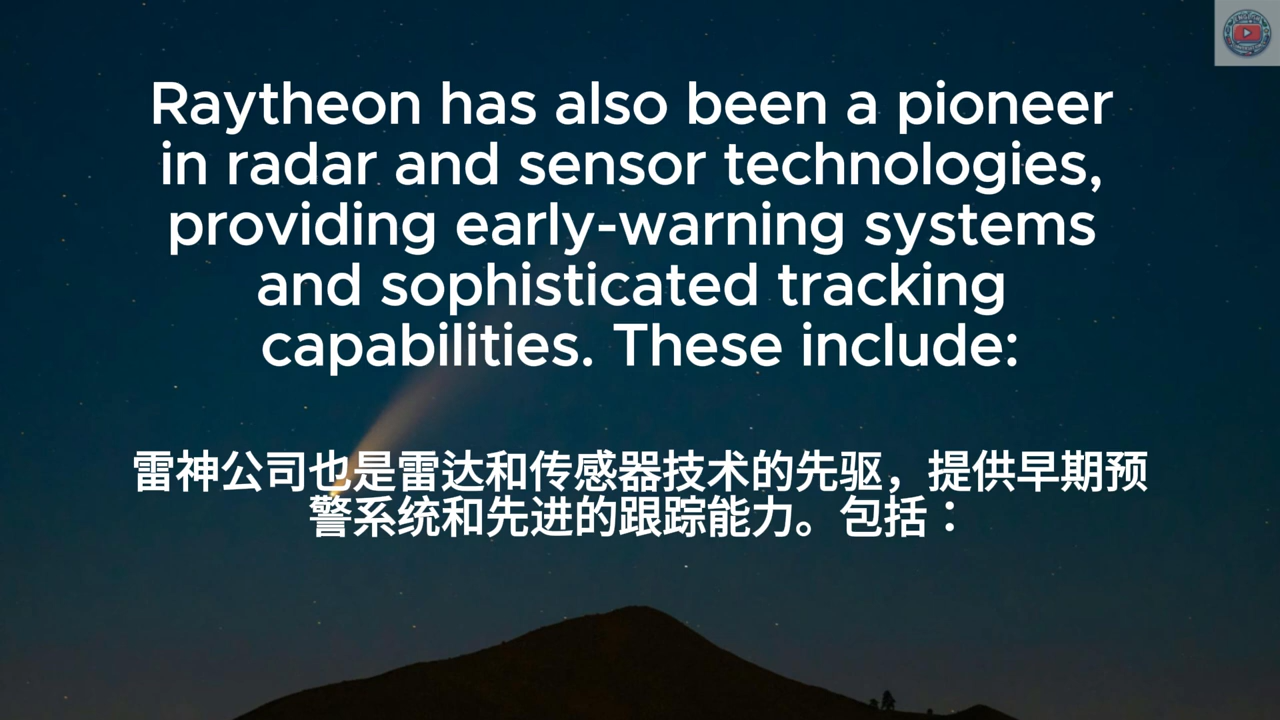 Raytheon has also been a pioneer
in radar and sensor technologies,
providing early-warning systems
and sophisticated tracking
capabilities. These include:
雷神公司也是雷达和传感器技术的先驱，提供早期预
警系统和先进的跟踪能力。包括：